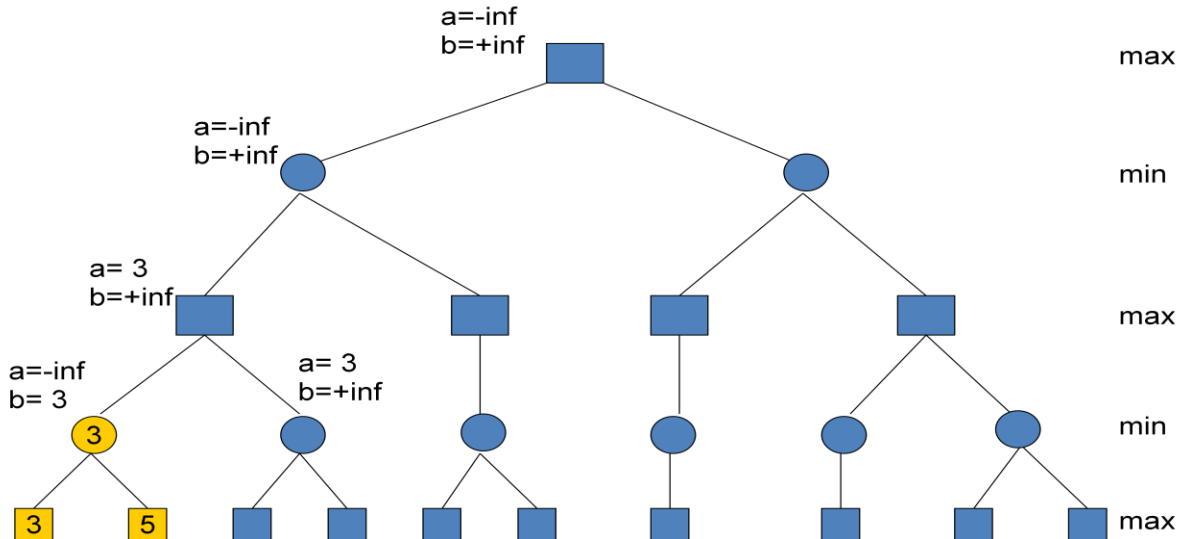 a=-inf
b=+inf
max
a=-inf
b=+inf
min
a= 3
b=+inf
max
a=-inf
b= 3
a= 3
b=+inf
3
min
3
5
max